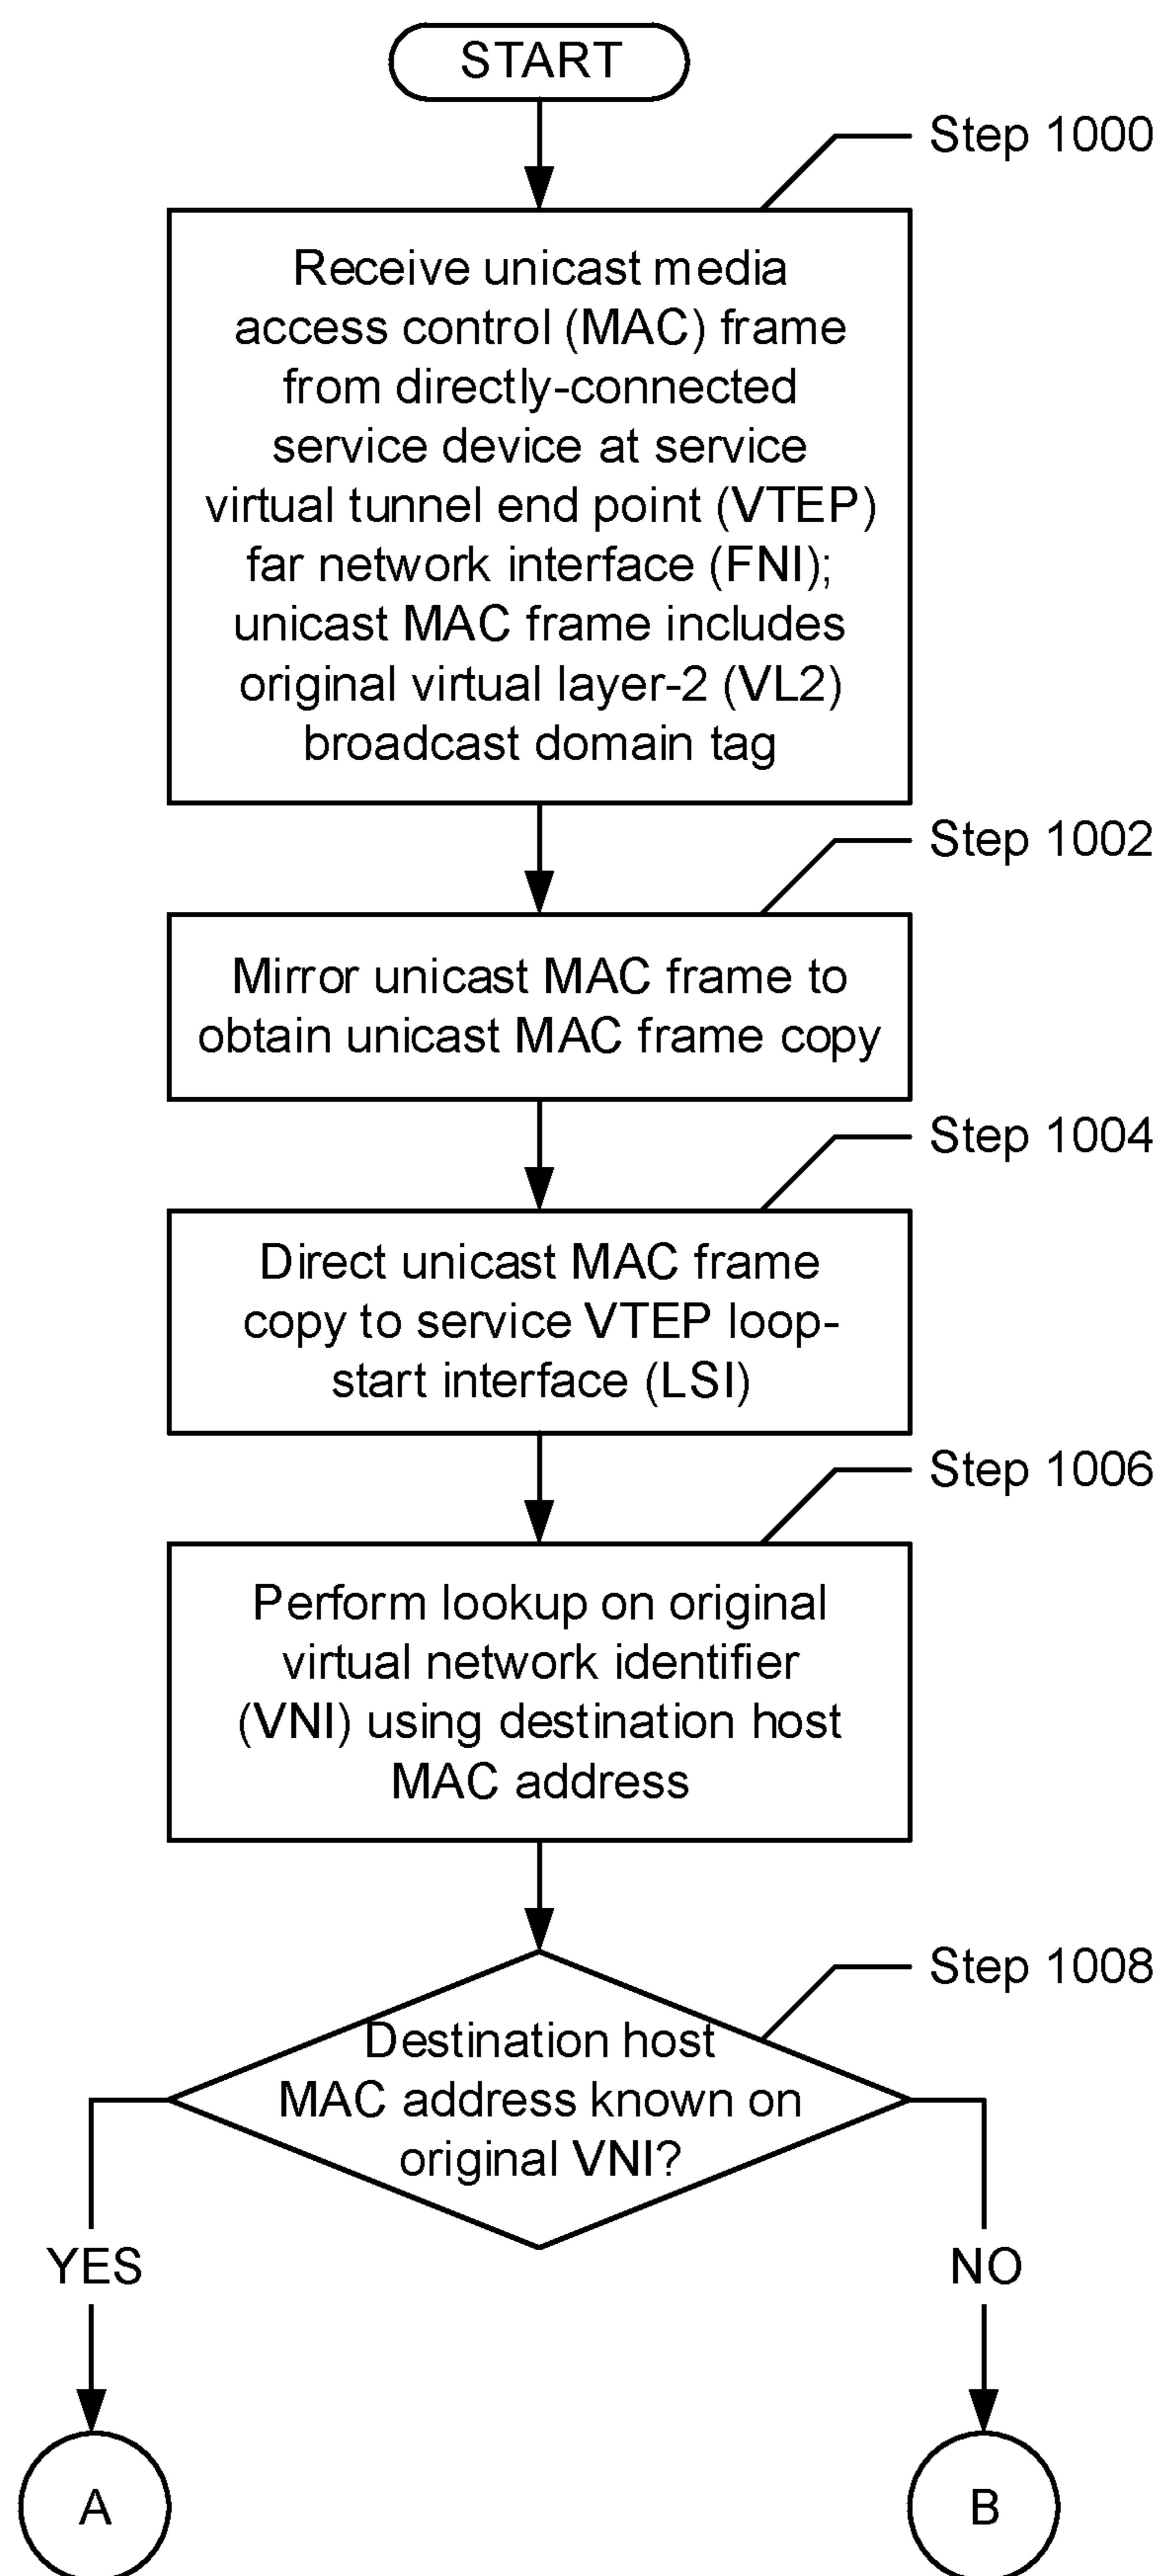 START
Step 1000
Receive unicast media
access control (MAC) frame
from directly-connected
service device at service
virtual tunnel end point (VTEP)
far network interface (FNI);
unicast MAC frame includes
original virtual layer-2 (VL2)
broadcast domain tag
Step 1002
Mirror unicast MAC frame to
obtain unicast MAC frame copy
Step 1004
Direct unicast MAC frame
copy to service VTEP loop-
start interface (LSI)
Step 1006
Perform lookup on original
virtual network identifier
(VNI) using destination host
MAC address
Step 1008
Destination host
MAC address known on
original VNI?
YES
NO
A
B